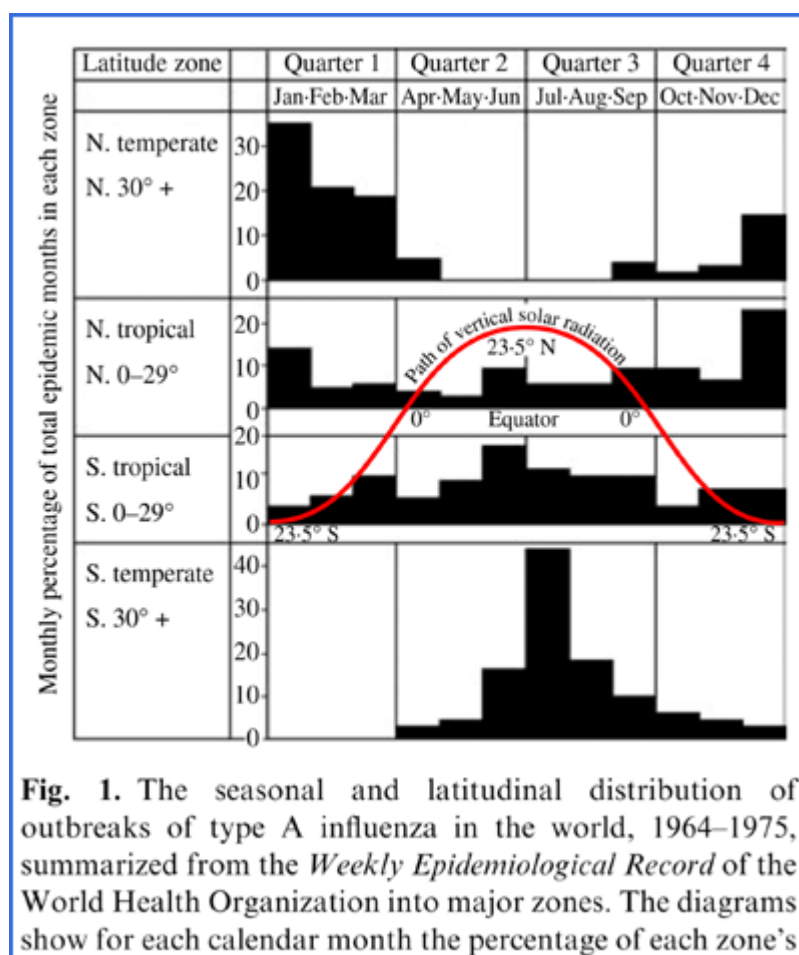 Latitude zone Quarter 1 Quarter 2 Quarter 3 Quarter 4
Jan·Feb·Mar Apr·May·Jun Jul·Aug·Sep Oct·Nov·Dec
Monthly percentage of total epidemic months in each zone
N. temperate
N. 30° +
30
20
10
0
N. tropical
N. 0–29°
20
10
0
Path of vertical solar radiation
23·5° N
0° Equator 0°
S. tropical
S. 0–29°
20
10
0
23·5° S 23·5° S
S. temperate
S. 30° +
40
30
20
10
0
Fig. 1. The seasonal and latitudinal distribution of
outbreaks of type A influenza in the world, 1964–1975,
summarized from the Weekly Epidemiological Record of the
World Health Organization into major zones. The diagrams
show for each calendar month the percentage of each zone's